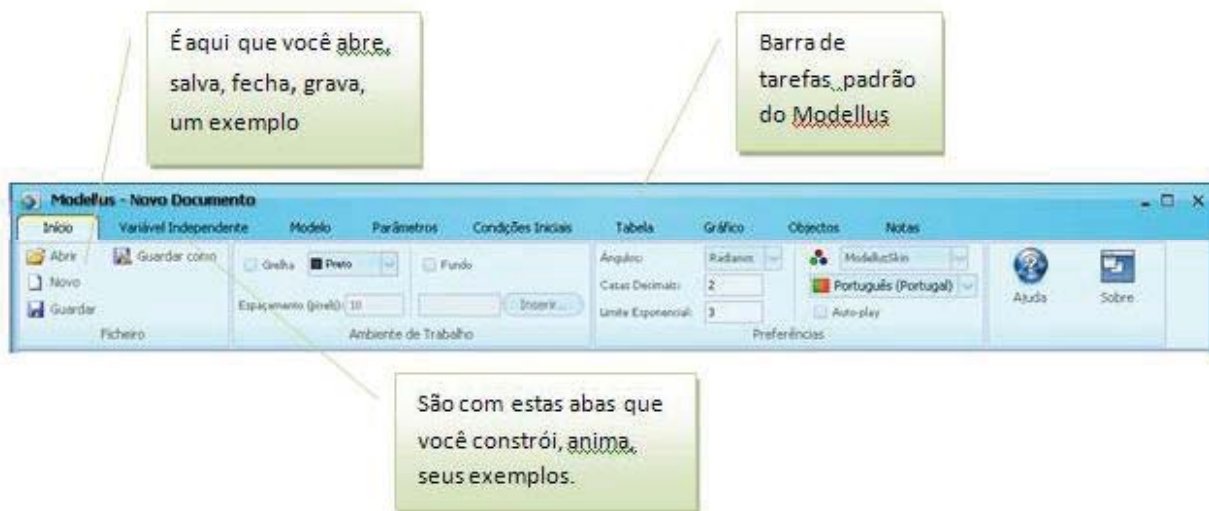 Éaqui que você abre,
salva, fecha, grava,
um exemplo
Barra de
tarefas, padrão
do Modellus
Modellus - Novo Documento
Início Variável Independente Modelo Parâmetros Condições Iniciais Tabela Gráfico Objectos Notas
Abrir Guardar como Grelha Preto Fundo Ângulos: Radianos ModellusSkin
Novo Casas Decimais: 2 Português (Portugal) Ajuda Sobre
Guardar Espaçamento (pixels): 10 Inserir... Limite Exponencial: 3 Auto-play
Ficheiro Ambiente de Trabalho Preferências
São com estas abas que
você constrói, anima,
seus exemplos.